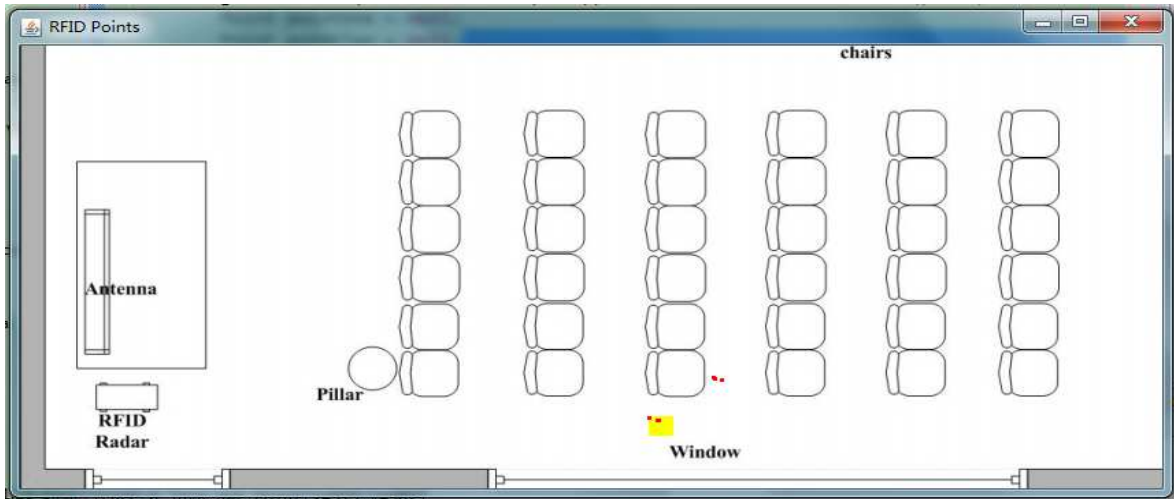 RFID Points
chairs
Antenna
Pillar
RFID
Radar
Window